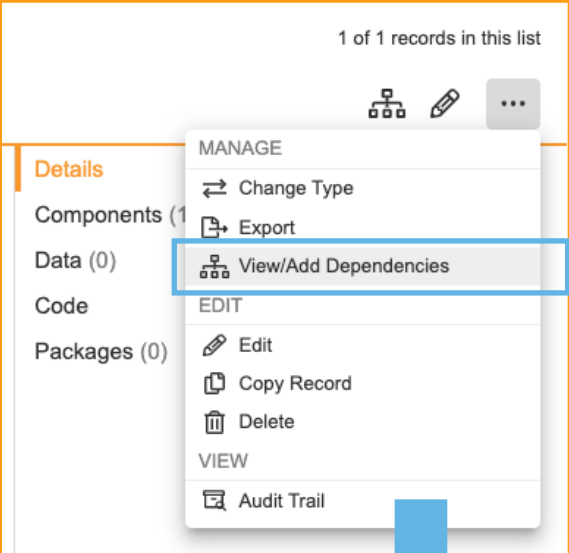 1 of 1 records in this list
MANAGE
Details
Change Type
Components (1
Export
Data (0)
View/Add Dependencies
Code
EDIT
Packages (0)
Edit
Copy Record
Delete
VIEW
Audit Trail